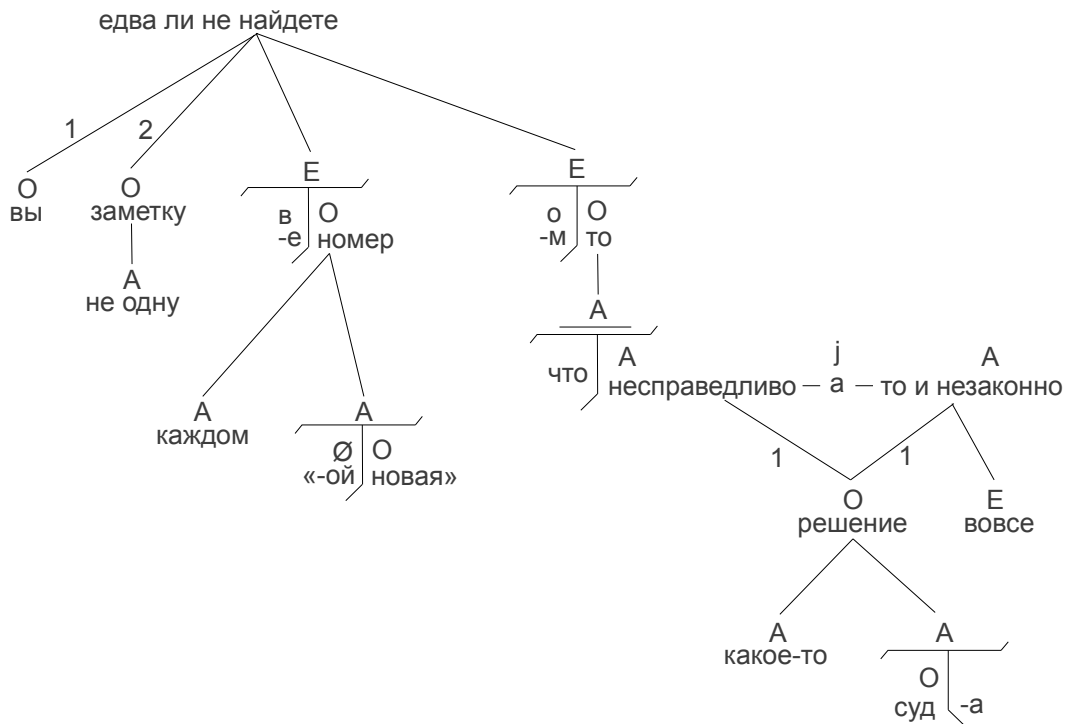 едва ли не найдете
1 2
О О Е Е
вы заметку в О о О
-е номер -м то
А
не одну
А
j
А А
что несправедливо – а – то и незаконно
А А
каждом Ø О
«-ой новая»
1 1
О Е
решение вовсе
А А
какое-то О
суд -а